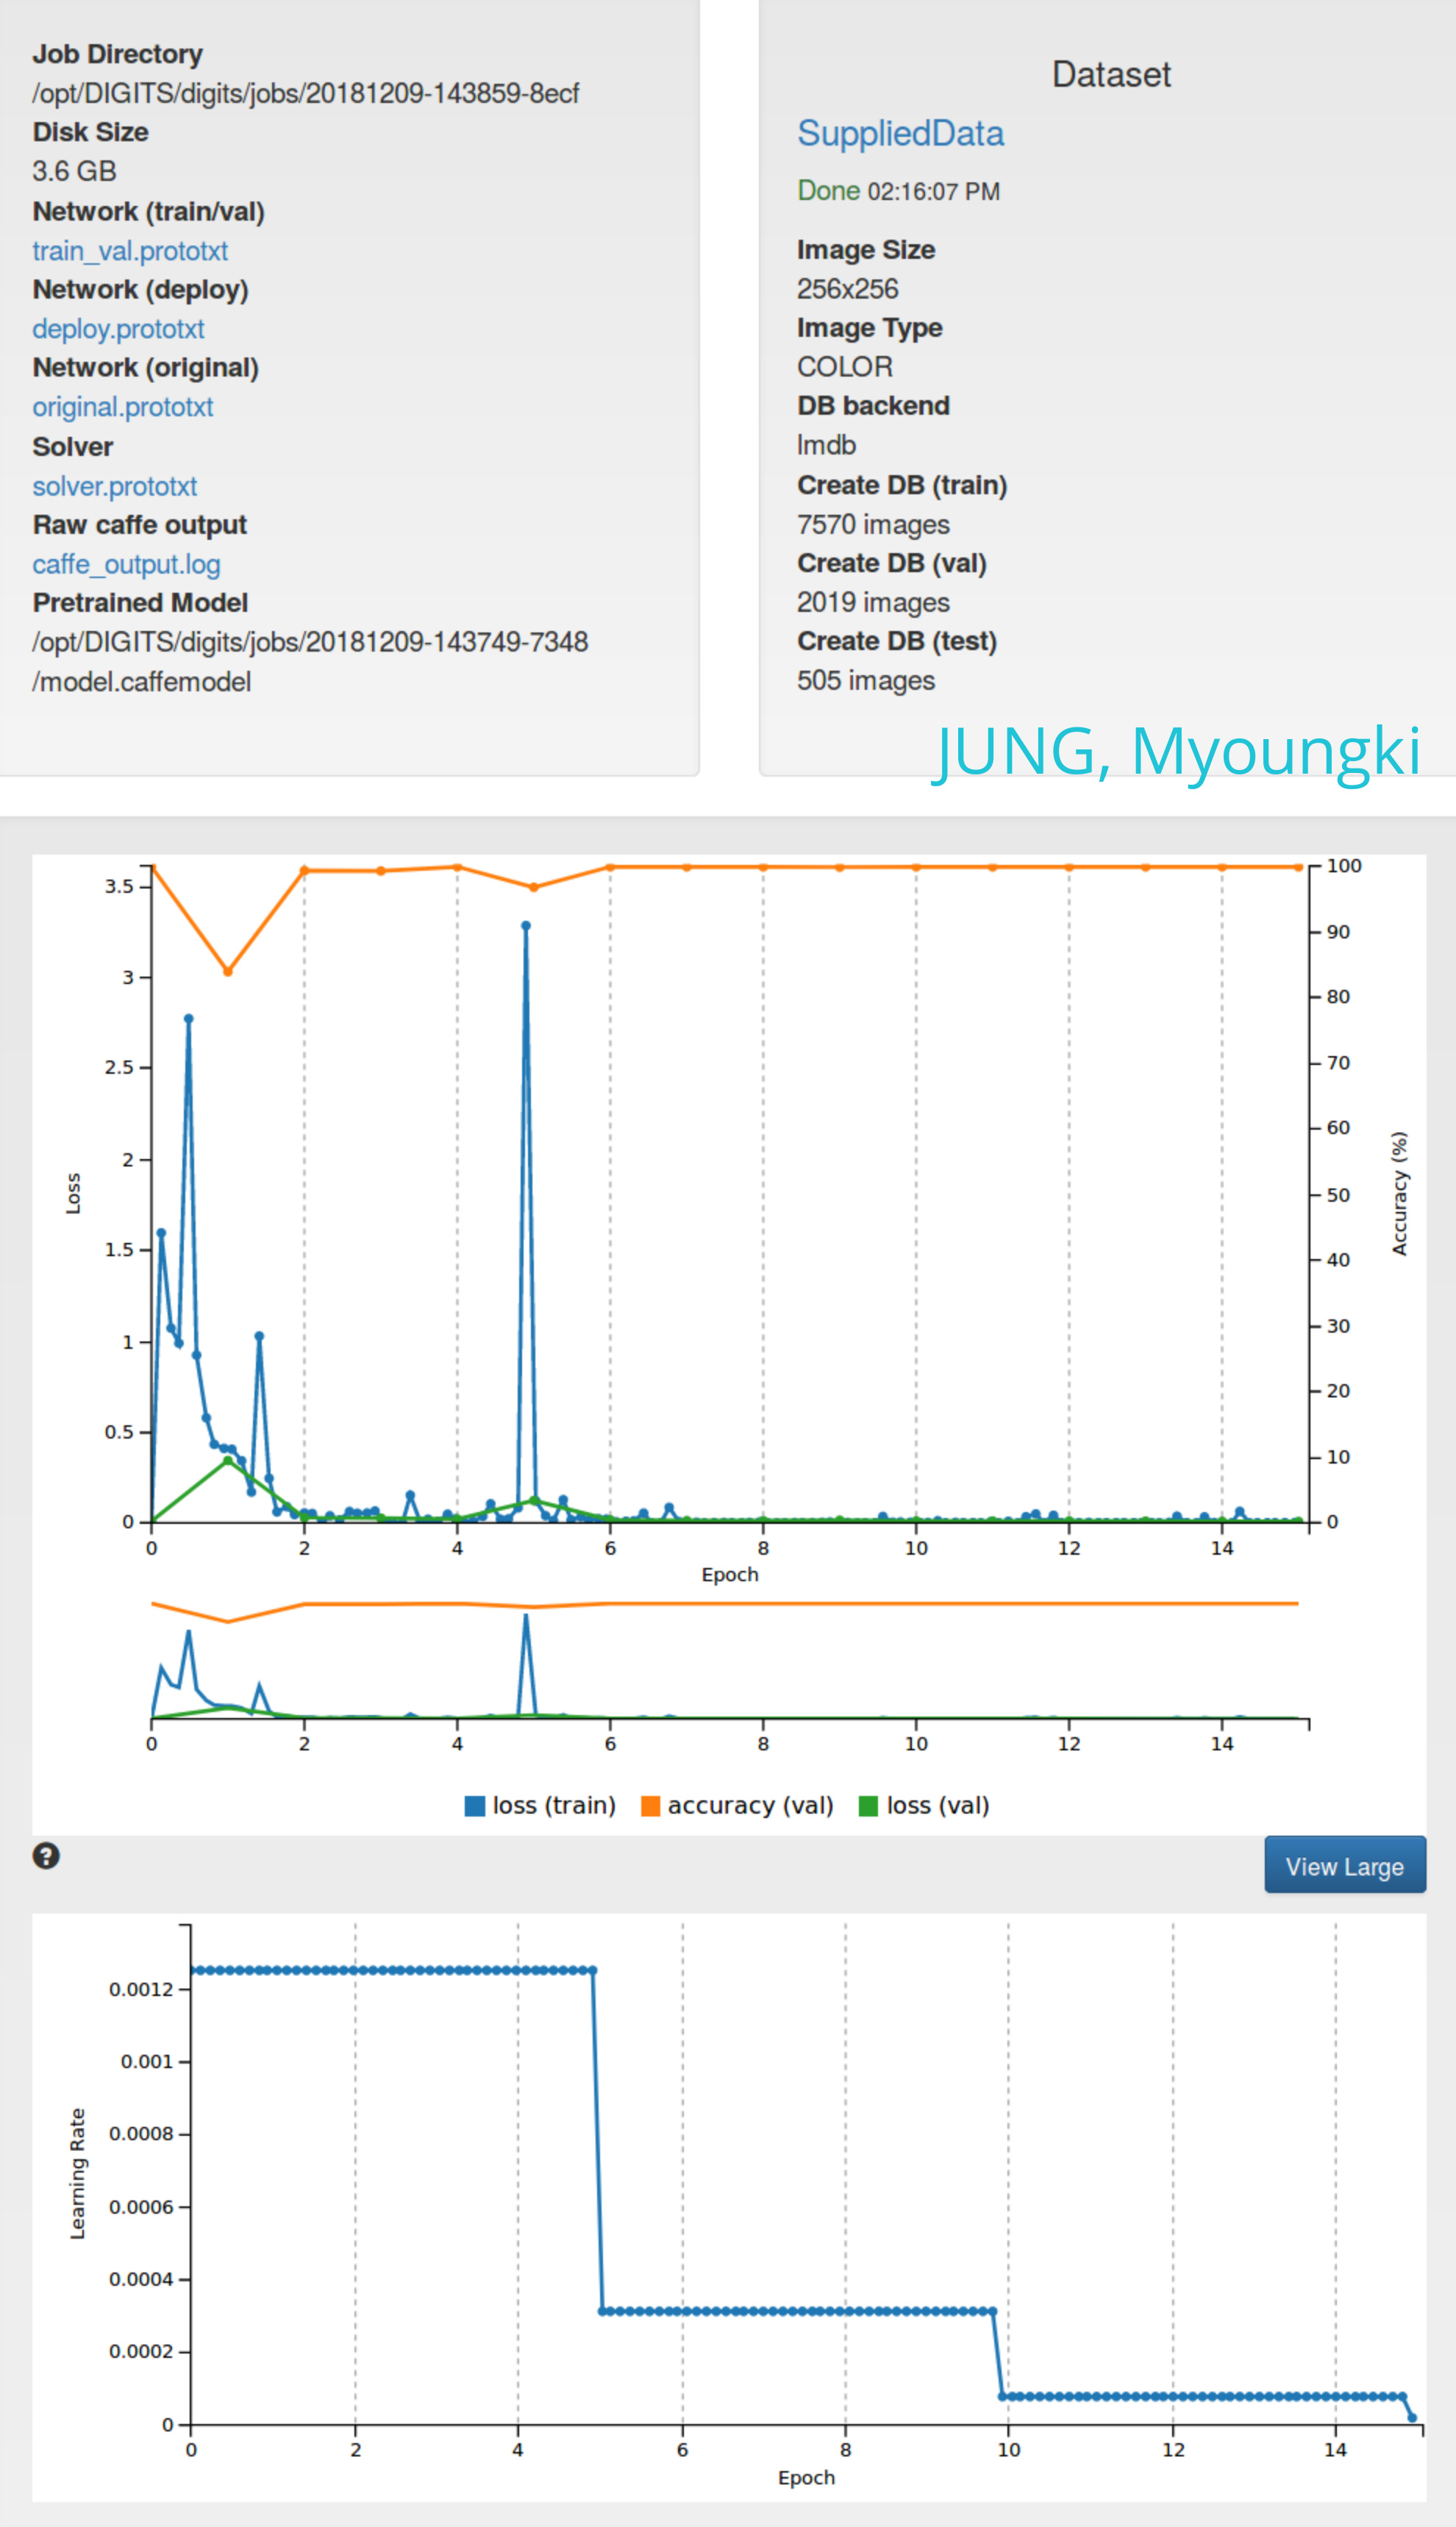 Job Directory
/opt/DIGITS/digits/jobs/20181209-143859-8ecf
Disk Size
3.6 GB
Network (train/val)
train_val.prototxt
Network (deploy)
deploy.prototxt
Network (original)
original.prototxt
Solver
solver.prototxt
Raw caffe output
caffe_output.log
Pretrained Model
/opt/DIGITS/digits/jobs/20181209-143749-7348
/model.caffemodel
Dataset
SuppliedData
Done 02:16:07 PM
Image Size
256x256
Image Type
COLOR
DB backend
lmdb
Create DB (train)
7570 images
Create DB (val)
2019 images
Create DB (test)
505 images
JUNG, Myoungki
3.5
3
2.5
2
1.5
1
0.5
0
Loss
100
90
80
70
60
50
40
30
20
10
0
Accuracy (%)
0 2 4 6 8 10 12 14
Epoch
0 2 4 6 8 10 12 14
loss (train) accuracy (val) loss (val)
?
View Large
0.0012
0.001
0.0008
0.0006
0.0004
0.0002
0
Learning Rate
0 2 4 6 8 10 12 14
Epoch